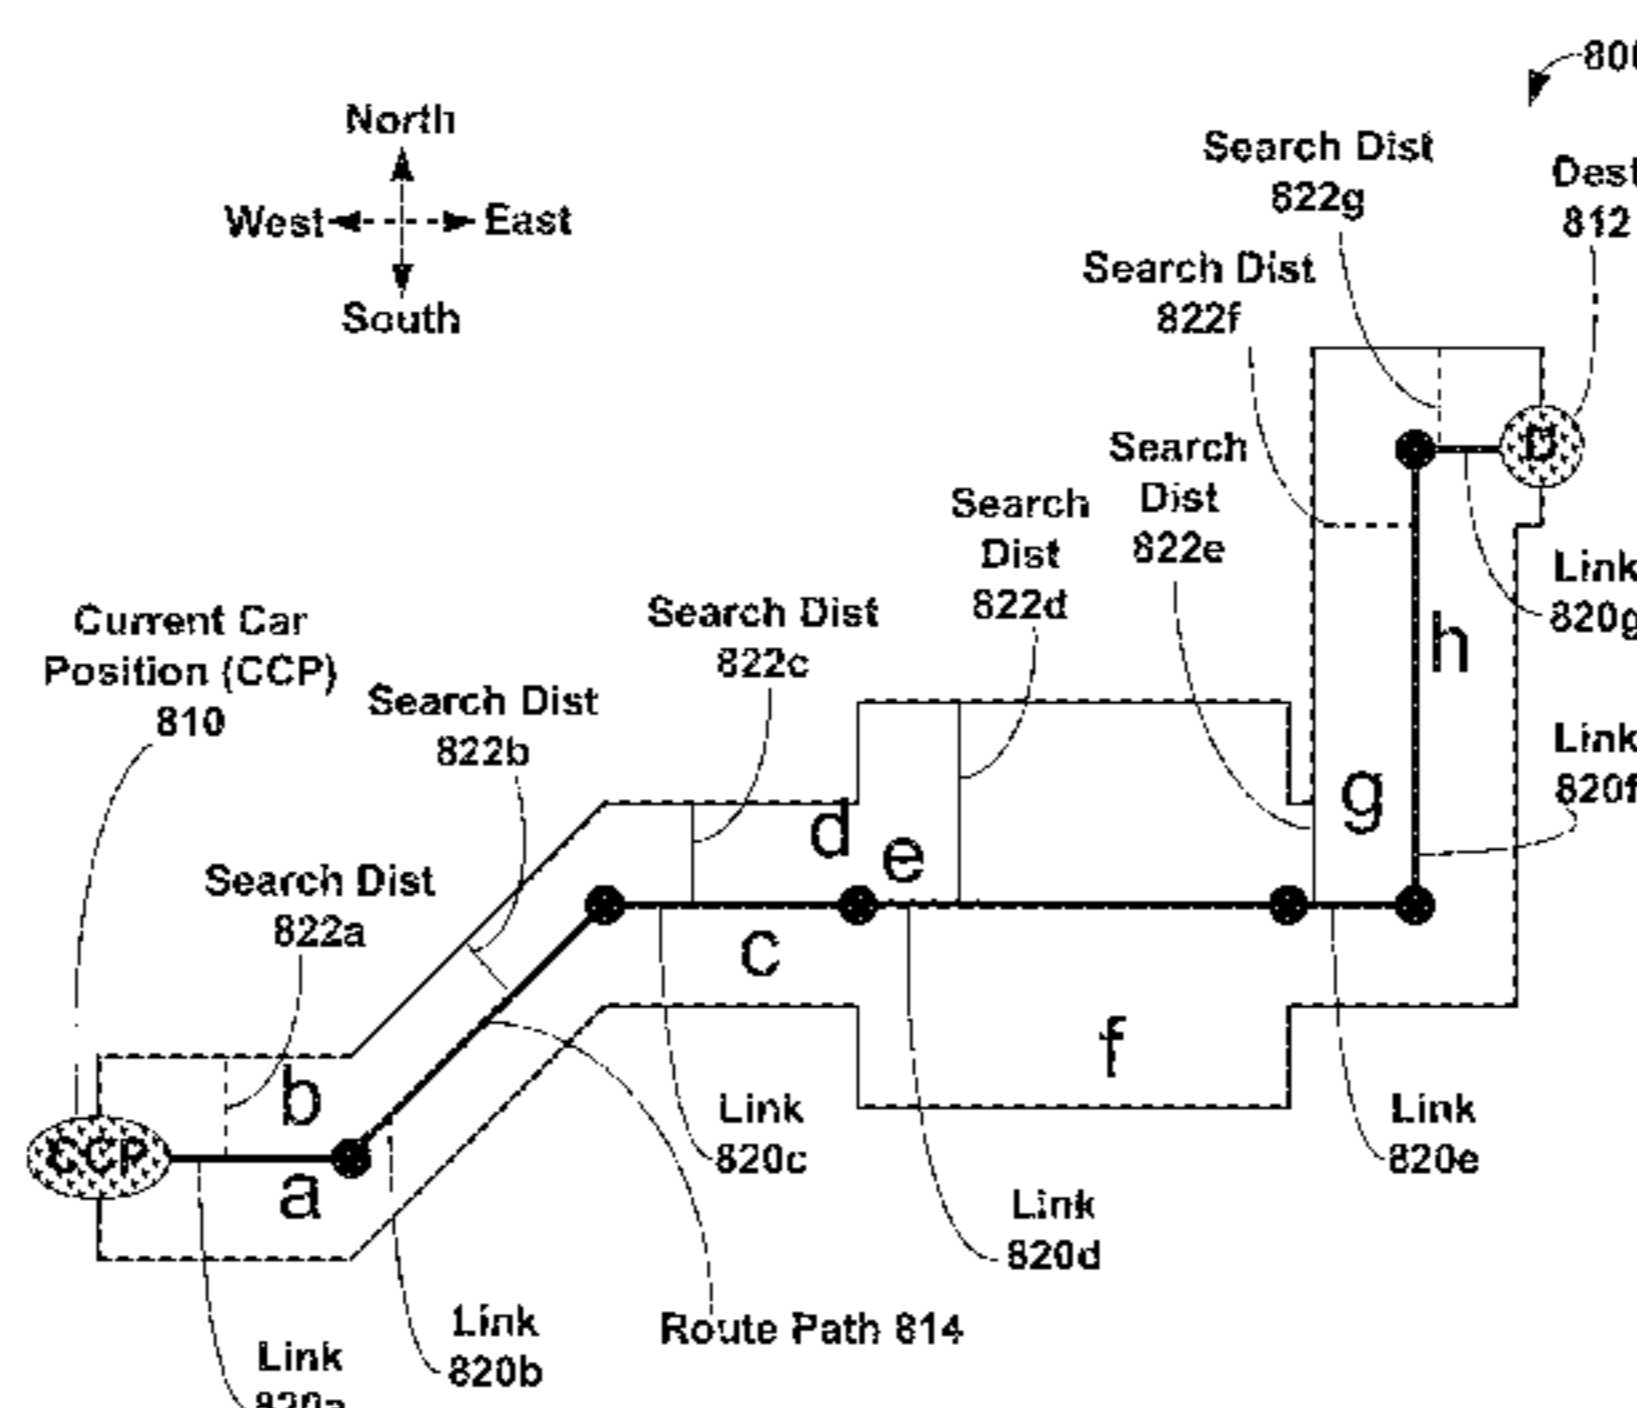 800
North
West
East
South
Search Dist
822g
Dest
812
Search Dist
822f
D
Search
Dist
822e
Search
Dist
822d
Link
820g
h
Search Dist
822c
Current Car
Position (CCP)
810
Search Dist
822b
Link
820f
g
d
e
Search Dist
822a
c
f
b
CCP
a
Link
820c
Link
820e
Link
820d
Route Path 814
Link
820b
Link
820a